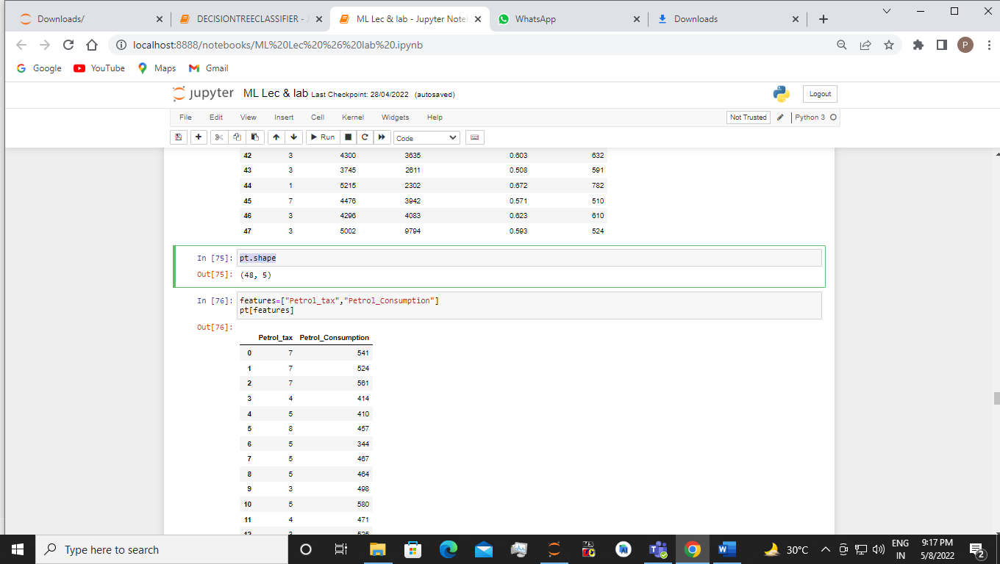 Downloads/
DECISIONTREECLASSIFIER -
ML Lec & lab - Jupyter Note
WhatsApp
Downloads
localhost:8888/notebooks/ML%20Lec%20%26%20lab%20.ipynb
P
Google
YouTube
Maps
Gmail
jupyter ML Lec & lab Last Checkpoint: 28/04/2022 (autosaved)
Logout
File Edit View Insert Cell Kernel Widgets Help
Not Trusted
Python 3
Run
Code
42 3 4300 3635 0.603 632
43 3 3745 2611 0.508 591
44 1 5215 2302 0.672 782
45 7 4476 3942 0.571 510
46 3 4296 4083 0.623 610
47 3 5002 9794 0.593 524
In [75]: pt.shape
Out[75]: (48, 5)
In [76]: features=["Petrol_tax","Petrol_Consumption"]
pt[features]
Out[76]:
Petrol_tax Petrol_Consumption
0 7 541
1 7 524
2 7 561
3 4 414
4 5 410
5 8 457
6 5 344
7 5 467
8 5 464
9 3 498
10 5 580
11 4 471
12 3 525
Type here to search
30°C
ENG
IN
9:17 PM
5/8/2022
2